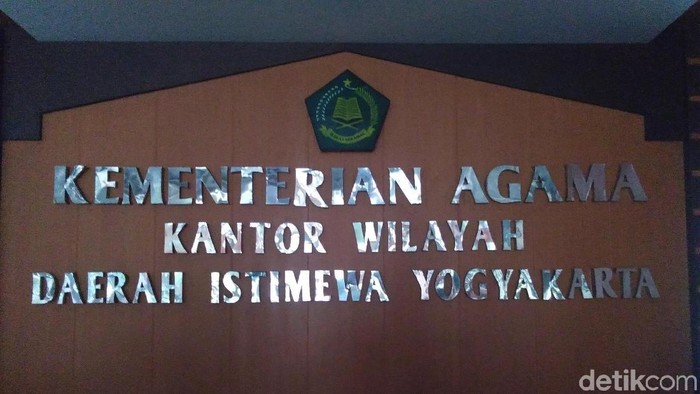 KEMENTERIAN AGAMA
KANTOR WILAYAH
DAERAH ISTIMEWA YOGYAKARTA
detikcom